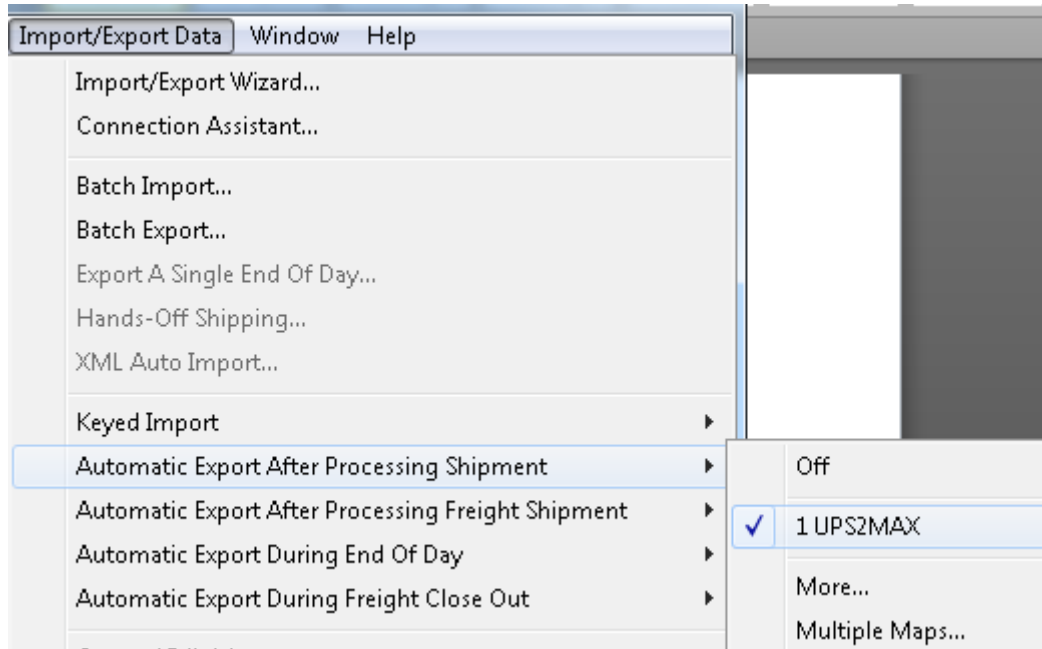 Import/Export Data Window Help
Import/Export Wizard...
Connection Assistant...
Batch Import...
Batch Export...
Export A Single End Of Day...
Hands-Off Shipping...
XML Auto Import...
Keyed Import
Automatic Export After Processing Shipment
Off
Automatic Export After Processing Freight Shipment
1 UPS2MAX
Automatic Export During End Of Day
Automatic Export During Freight Close Out
More...
Multiple Maps...